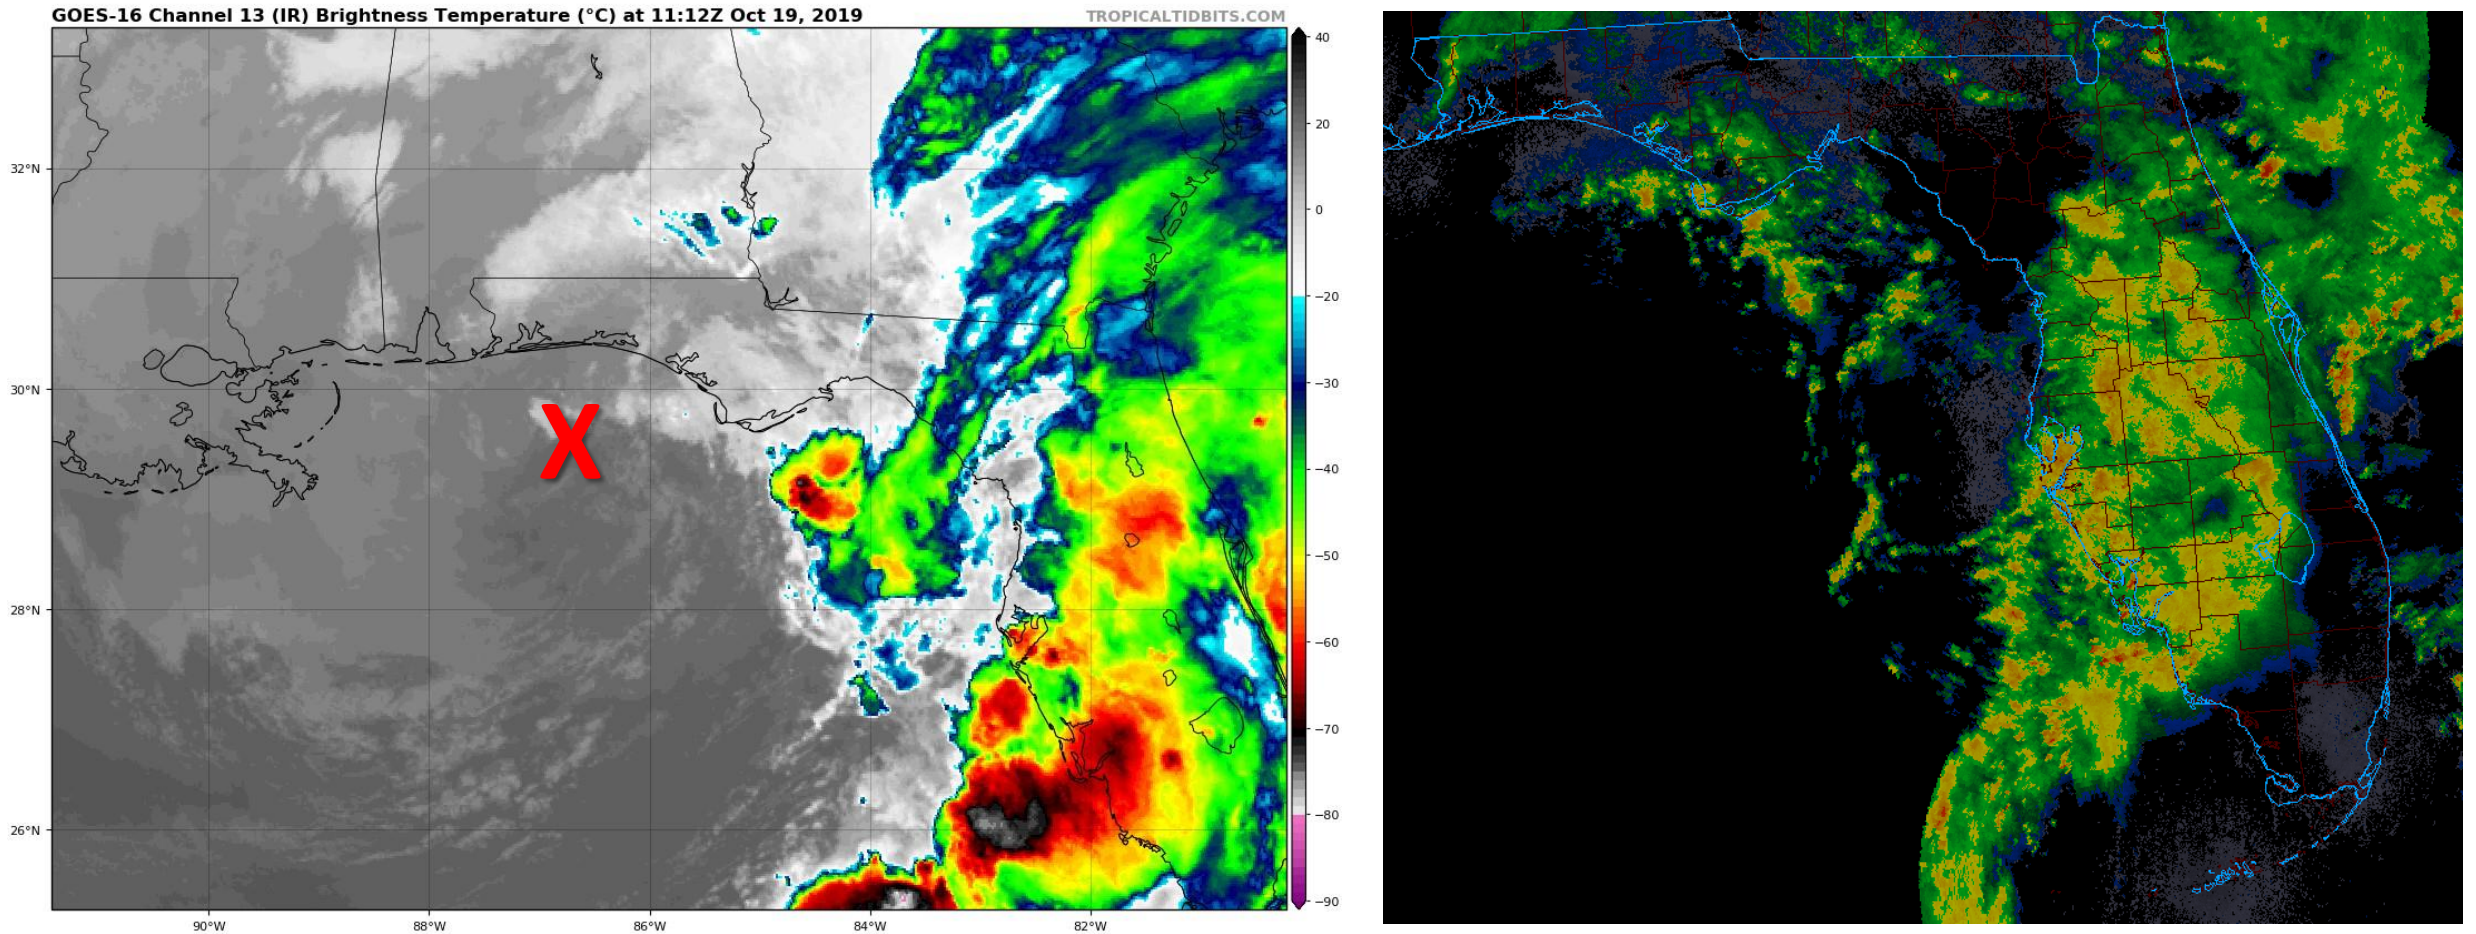 GOES-16 Channel 13 (IR) Brightness Temperature (°C) at 11:12Z Oct 19, 2019
TROPICALTIDBITS.COM
32°N
30°N
28°N
26°N
90°W
88°W
86°W
84°W
82°W
40
20
0
−20
−30
−40
−50
−60
−70
−80
−90
X